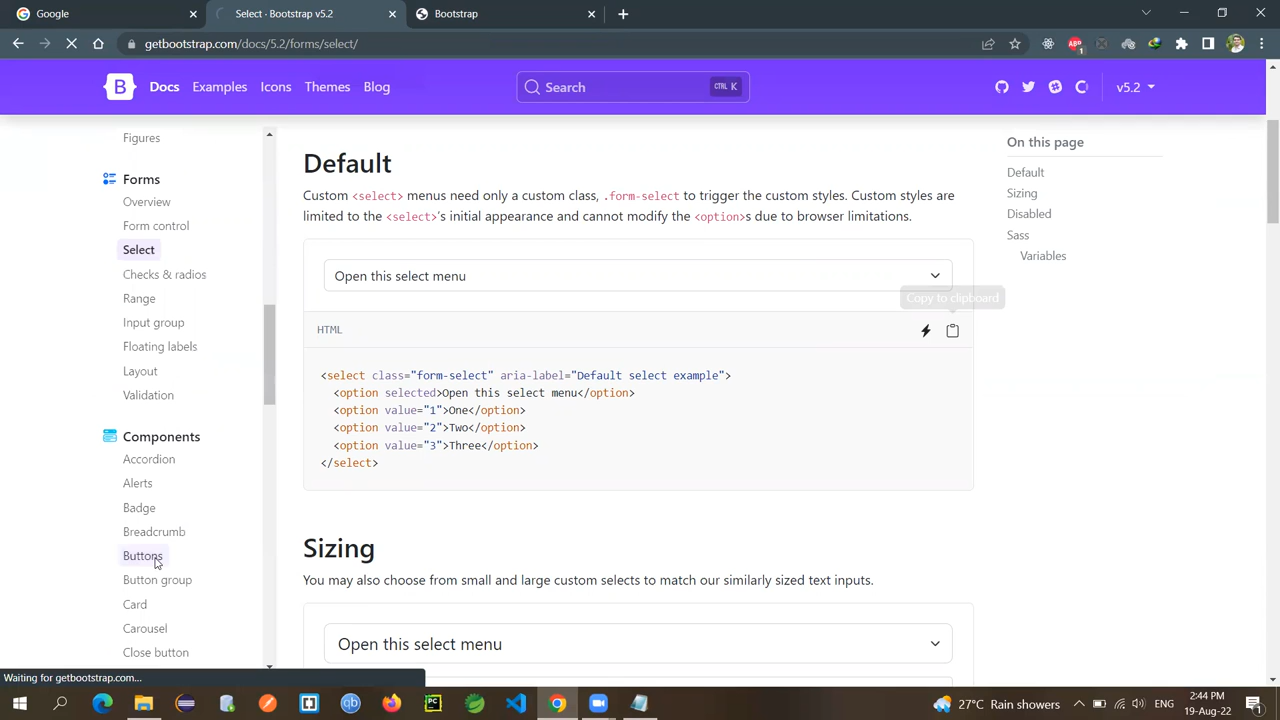 Google
Select · Bootstrap v5.2
Bootstrap
getbootstrap.com/docs/5.2/forms/select/
ABP
1
B
Docs
Examples
Icons
Themes
Blog
Search
CTRL K
v5.2
Figures
Forms
Overview
Form control
Select
Checks & radios
Range
Input group
Floating labels
Layout
Validation
Components
Accordion
Alerts
Badge
Breadcrumb
Buttons
Button group
Card
Carousel
Close button
Default
Custom <select> menus need only a custom class, .form-select to trigger the custom styles. Custom styles are
limited to the <select>'s initial appearance and cannot modify the <option>s due to browser limitations.
Open this select menu
Copy to clipboard
HTML
<select class="form-select" aria-label="Default select example">
<option selected>Open this select menu</option>
<option value="1">One</option>
<option value="2">Two</option>
<option value="3">Three</option>
</select>
Sizing
You may also choose from small and large custom selects to match our similarly sized text inputs.
Open this select menu
On this page
Default
Sizing
Disabled
Sass
Variables
Waiting for getbootstrap.com...
qb
PC
27°C Rain showers
ENG
2:44 PM
19-Aug-22